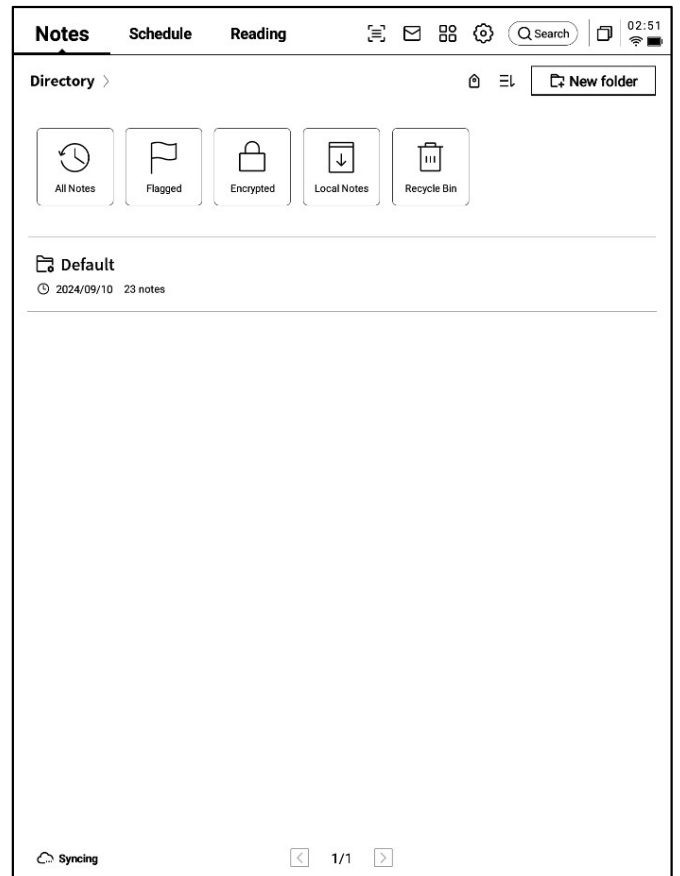 Notes Schedule Reading Search 02:51
Directory New folder
All Notes Flagged Encrypted Local Notes Recycle Bin
Default
2024/09/10 23 notes
Syncing 1/1